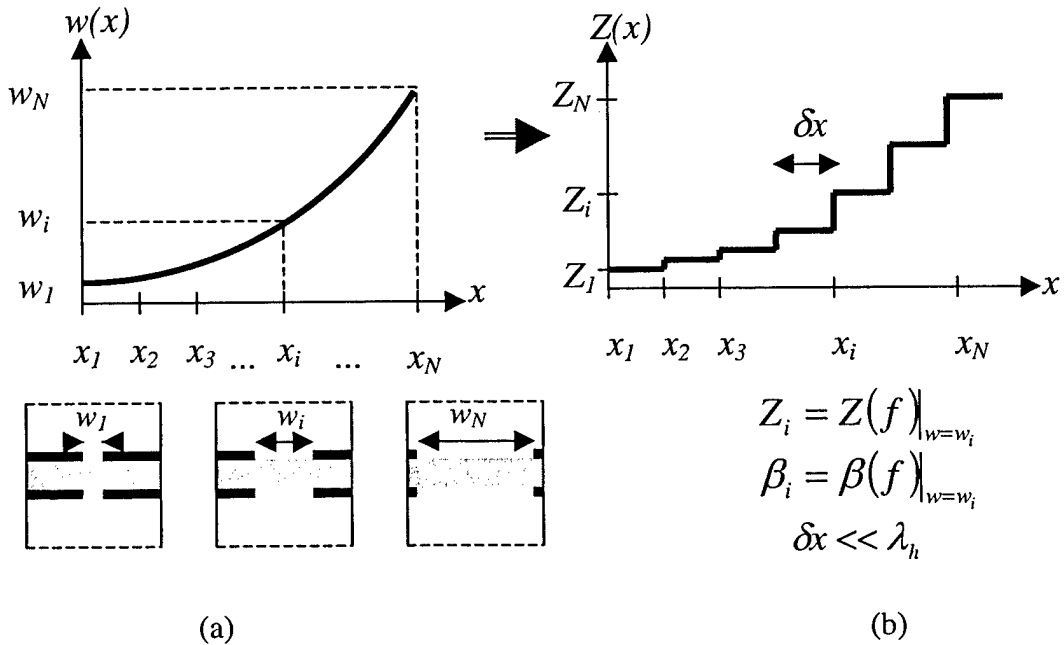 w(x)
w_N
w_i
w_1
x
x_1 x_2 x_3 ... x_i ... x_N
w_1
w_i
w_N
(a)
Z(x)
Z_N
δx
Z_i
Z_1
x
x_1 x_2 x_3 x_i x_N
Z_i = Z(f)|_{w=w_i}
β_i = β(f)|_{w=w_i}
δx << λ_h
(b)